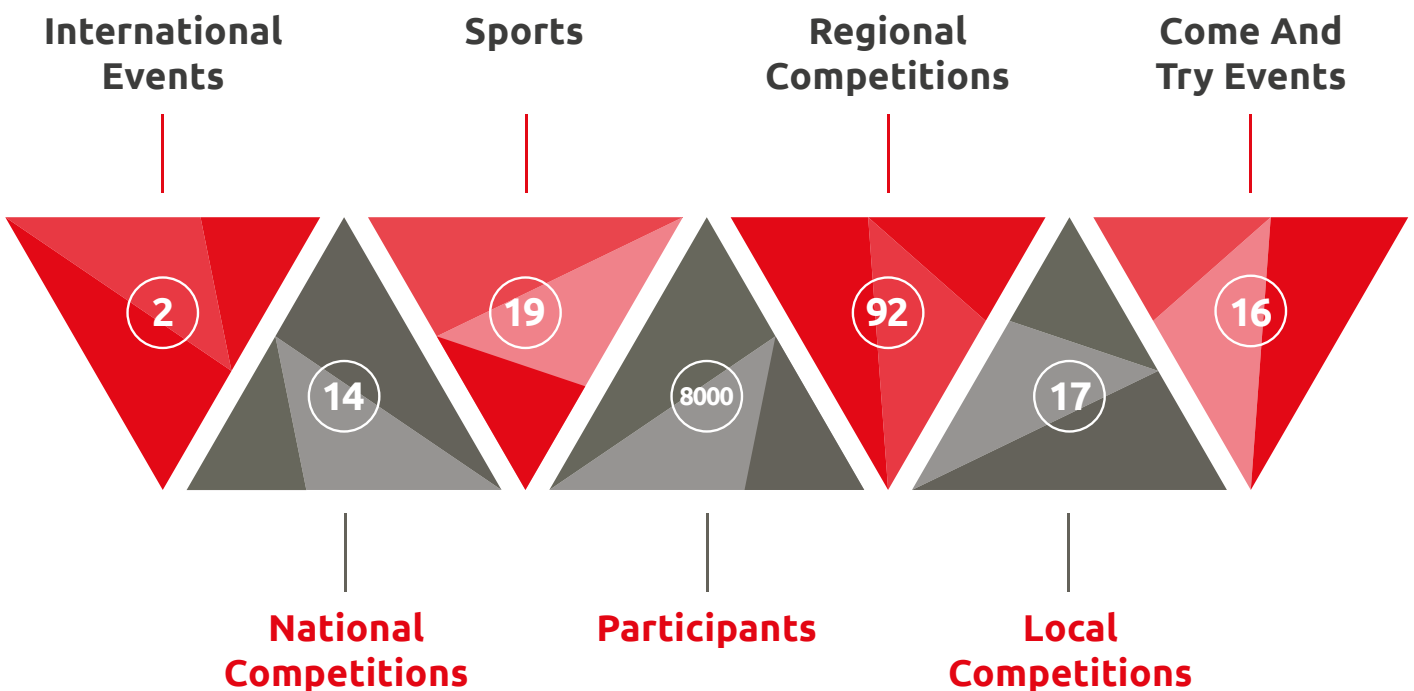 International
Events
Sports
Regional
Competitions
Come And
Try Events
2
19
92
16
14
8000
17
National
Competitions
Participants
Local
Competitions